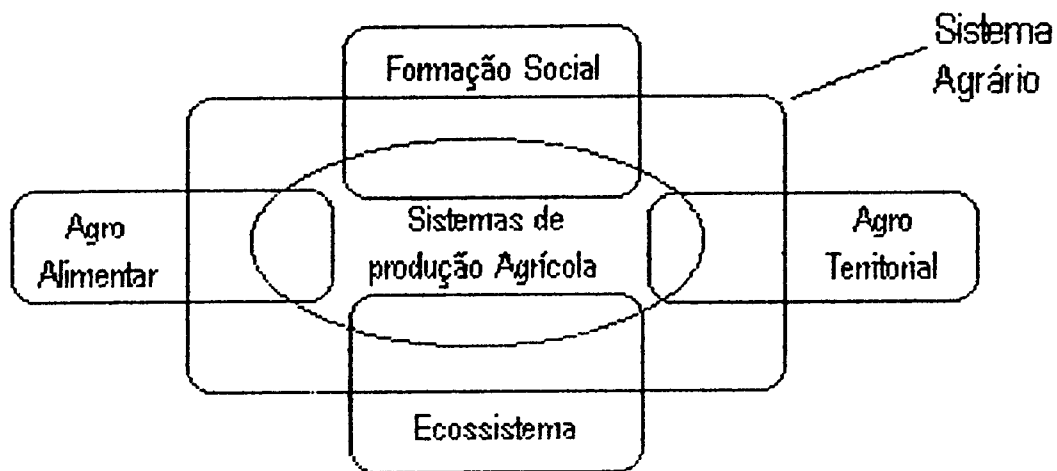 Sistema
Agrário
Formação Social
Agro
Alimentar
Sistemas de
produção Agrícola
Agro
Territorial
Ecossistema